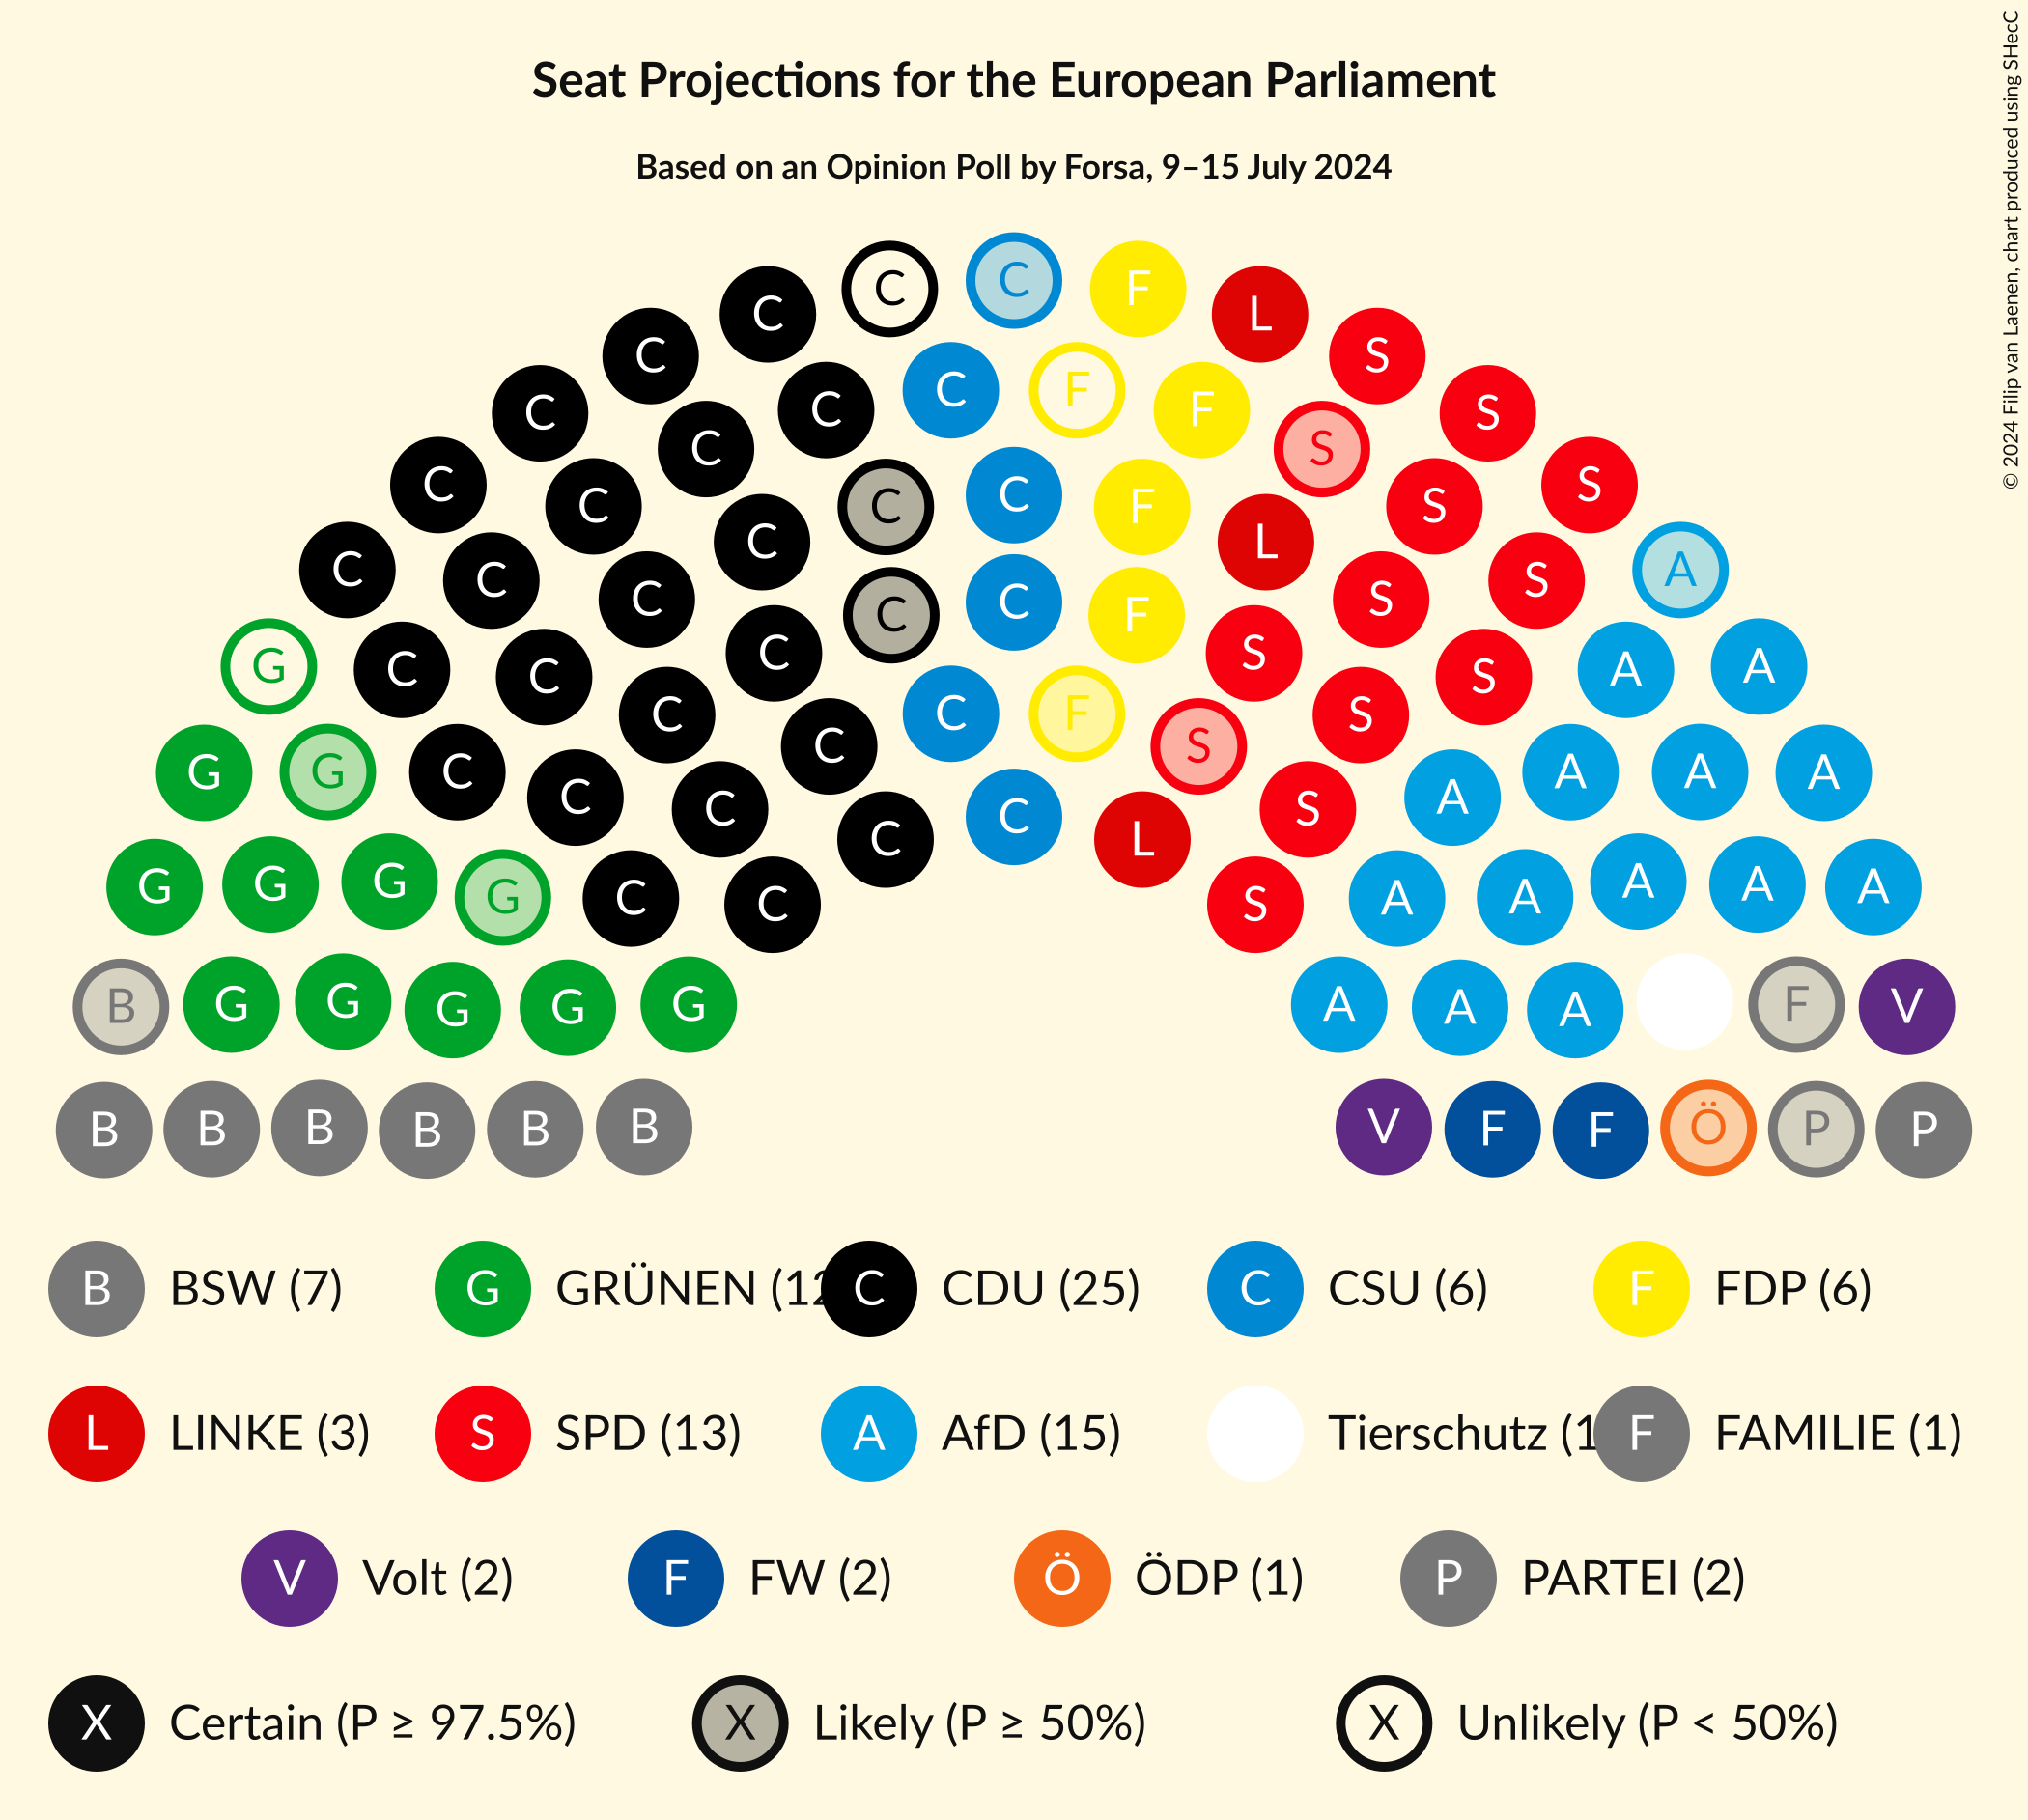 Seat Projections for the European Parliament
Based on an Opinion Poll by Forsa, 9–15 July 2024
© 2024 Filip van Laenen, chart produced using SHecC
C C C F L
C C C C F F S S
C C C C C F S S S
C C C C C C F L S S A
G C C C C C F S S S A A
G G C C C C C C L S S A A A A
G G G G C C S A A A A A
B G G G G G A A A F V
B B B B B B V F F Ö P P
B BSW (7) G GRÜNEN (12 C CDU (25) C CSU (6) F FDP (6)
L LINKE (3) S SPD (13) A AfD (15) Tierschutz (1 F FAMILIE (1)
V Volt (2) F FW (2) Ö ÖDP (1) P PARTEI (2)
X Certain (P ≥ 97.5%) X Likely (P ≥ 50%) X Unlikely (P < 50%)